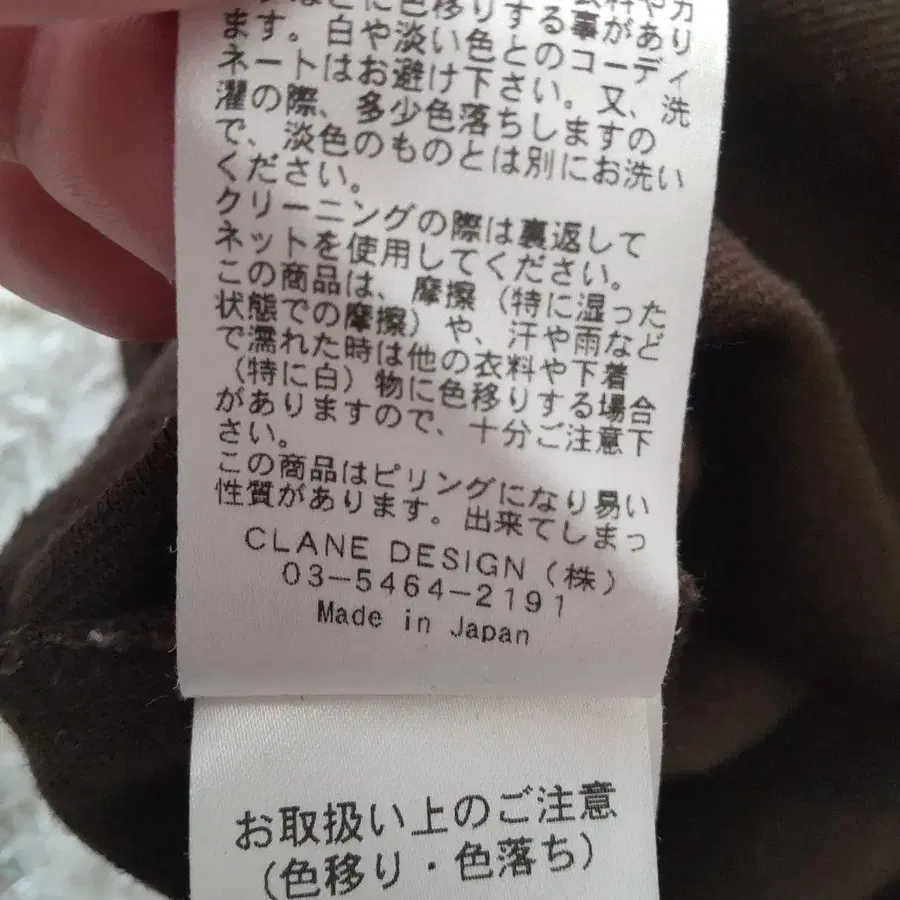 に色移りする事があり
ます。白や淡い色とのコーディ
ネートはお避け下さい。又、洗
濯の際、多少色落ちしますの
で、淡色のものとは別にお洗い
ください。
クリーニングの際は裏返して
ネットを使用してください。
この商品は、摩擦（特に湿った
状態での摩擦）や、汗や雨など
で濡れた時は他の衣料や下着
（特に白）物に色移りする場合
がありますので、十分ご注意下
さい。
この商品はピリングになり易い
性質があります。出来てしまっ
CLANE DESIGN（株）
03-5464-2191
Made in Japan
お取扱い上のご注意
（色移り・色落ち）